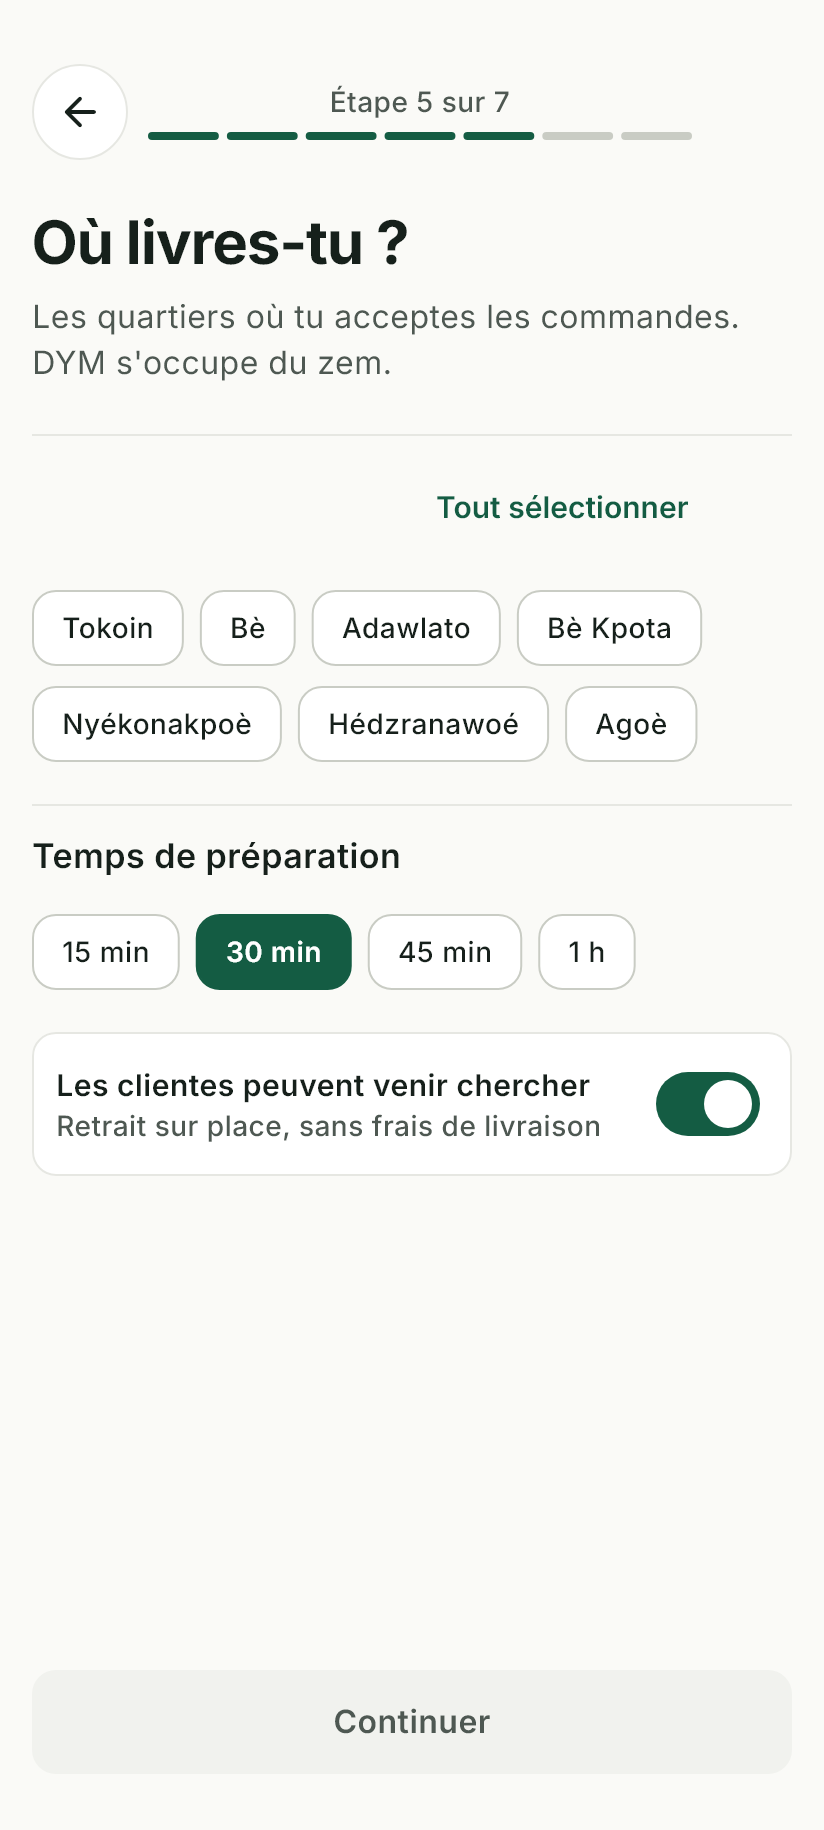 Étape 5 sur 7
Où livres-tu ?
Les quartiers où tu acceptes les commandes.
DYM s'occupe du zem.
Tout sélectionner
Tokoin Bè Adawlato Bè Kpota
Nyékonakpoè Hédzranawoé Agoè
Temps de préparation
15 min 30 min 45 min 1 h
Les clientes peuvent venir chercher
Retrait sur place, sans frais de livraison
Continuer